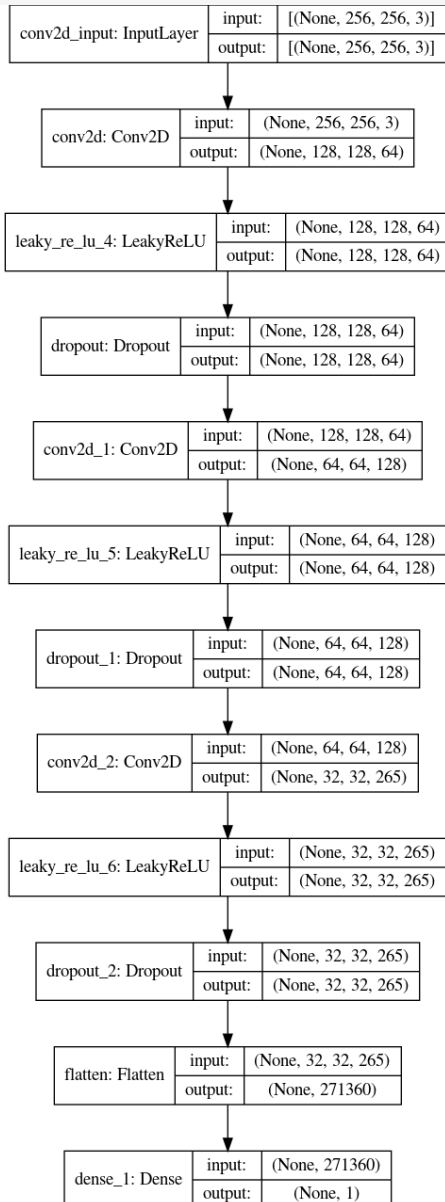 conv2d_input: InputLayer
input: [(None, 256, 256, 3)]
output: [(None, 256, 256, 3)]
conv2d: Conv2D
input: (None, 256, 256, 3)
output: (None, 128, 128, 64)
leaky_re_lu_4: LeakyReLU
input: (None, 128, 128, 64)
output: (None, 128, 128, 64)
dropout: Dropout
input: (None, 128, 128, 64)
output: (None, 128, 128, 64)
conv2d_1: Conv2D
input: (None, 128, 128, 64)
output: (None, 64, 64, 128)
leaky_re_lu_5: LeakyReLU
input: (None, 64, 64, 128)
output: (None, 64, 64, 128)
dropout_1: Dropout
input: (None, 64, 64, 128)
output: (None, 64, 64, 128)
conv2d_2: Conv2D
input: (None, 64, 64, 128)
output: (None, 32, 32, 265)
leaky_re_lu_6: LeakyReLU
input: (None, 32, 32, 265)
output: (None, 32, 32, 265)
dropout_2: Dropout
input: (None, 32, 32, 265)
output: (None, 32, 32, 265)
flatten: Flatten
input: (None, 32, 32, 265)
output: (None, 271360)
dense_1: Dense
input: (None, 271360)
output: (None, 1)